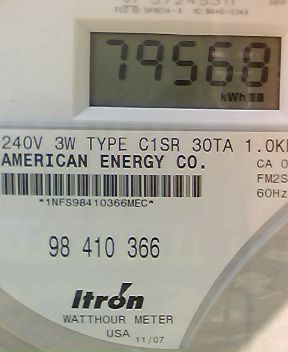 79568
kWh
240V 3W TYPE C1SR 30TA 1.0K
AMERICAN ENERGY CO.
CA 0
FM2S
60Hz
*1NFS98410366MEC*
98 410 366
Itron
WATTHOUR METER
USA 11/07